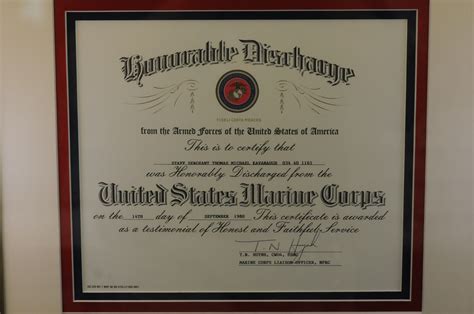 Honorable Discharge
from the Armed Forces of the United States of America
This is to certify that
STAFF SERGEANT THOMAS MICHAEL KAVANAUGH
was Honorably Discharged from the
United States Marine Corps
on the 14TH day of SEPTEMBER 1980 This certificate is awarded
as a testimonial of Honest and Faithful Service
MARINE CORPS LIAISON OFFICER, NPRC